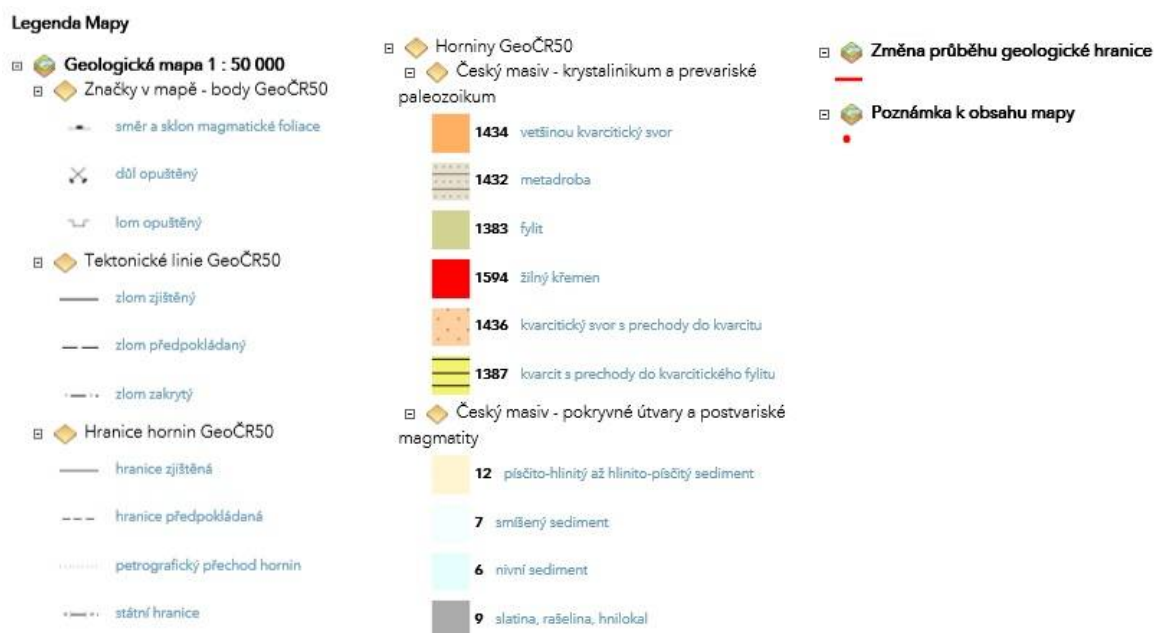 Legenda Mapy
Geologická mapa 1 : 50 000
Značky v mapě - body GeoČR50
směr a sklon magmatické foliace
důl opuštěný
lom opuštěný
Tektonické linie GeoČR50
zlom zjištěný
zlom předpokládaný
zlom zakrytý
Hranice hornin GeoČR50
hranice zjištěná
hranice předpokládaná
petrografický přechod hornin
státní hranice
Horniny GeoČR50
Český masiv - krystalinikum a prevariské
paleozoikum
1434 vetšinou kvarcitický svor
1432 metadroba
1383 fylit
1594 žilný křemen
1436 kvarcitický svor s prechody do kvarcitu
1387 kvarcit s prechody do kvarcitického fylitu
Český masiv - pokryvné útvary a postvariské
magmatity
12 písčito-hlinitý až hlinito-písčitý sediment
7 smíšený sediment
6 nivní sediment
9 slatina, rašelina, hnilokal
Změna průběhu geologické hranice
Poznámka k obsahu mapy